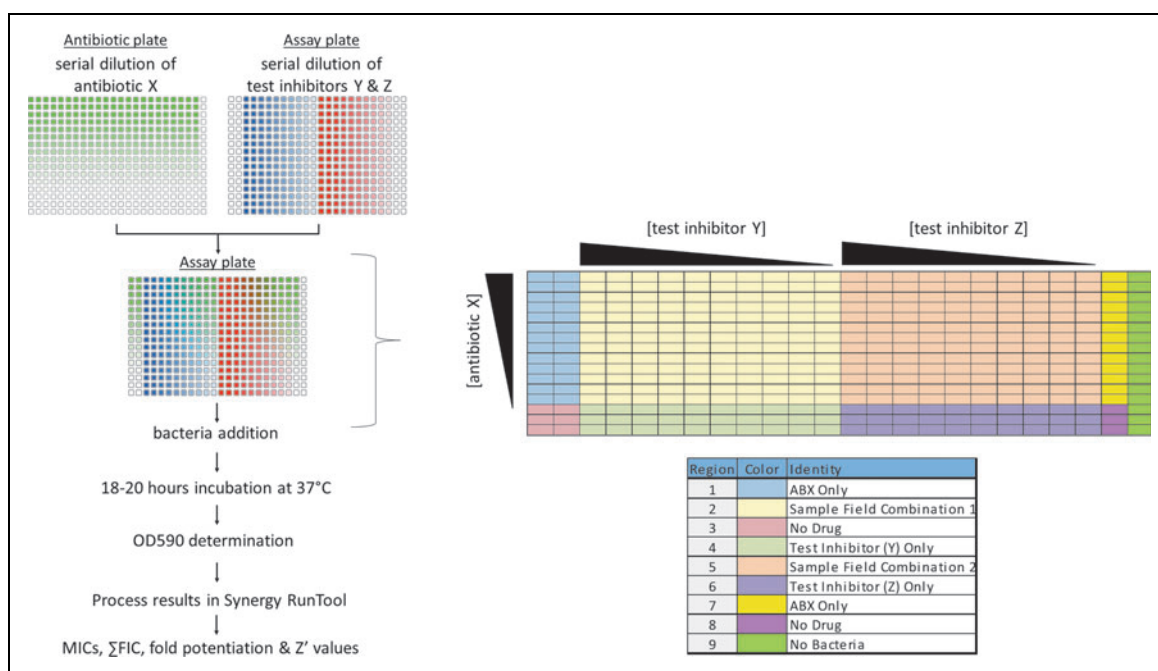 Antibiotic plate
serial dilution of
antibiotic X
Assay plate
serial dilution of
test inhibitors Y & Z
Assay plate
bacteria addition
18-20 hours incubation at 37°C
OD590 determination
Process results in Synergy RunTool
MICs, ∑FIC, fold potentiation & Z’ values
[test inhibitor Y]
[test inhibitor Z]
[antibiotic X]
Region Color Identity
1 ABX Only
2 Sample Field Combination 1
3 No Drug
4 Test Inhibitor (Y) Only
5 Sample Field Combination 2
6 Test Inhibitor (Z) Only
7 ABX Only
8 No Drug
9 No Bacteria